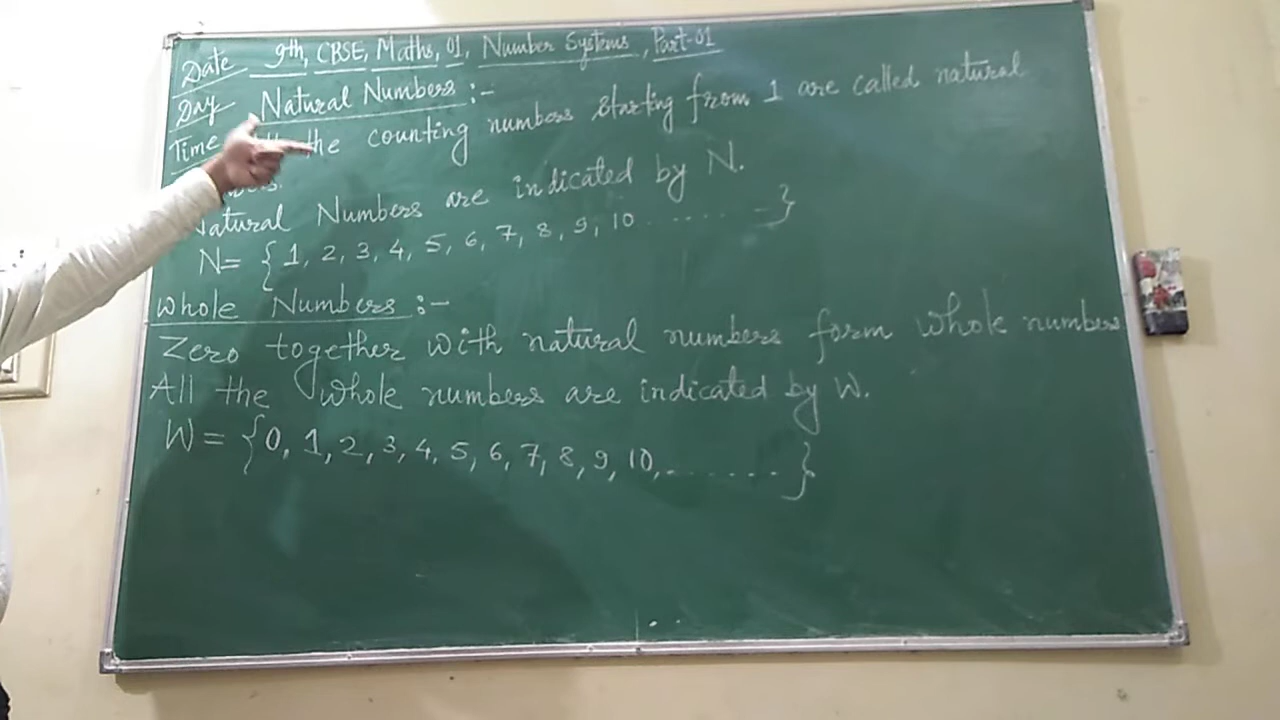 Date 9th, CBSE, Maths, 01, Number Systems, Part-01
Day Natural Numbers :-
Time the counting numbers starting from 1 are called natural
Natural Numbers are indicated by N.
N= {1, 2, 3, 4, 5, 6, 7, 8, 9, 10 ....... -}
Whole Numbers :-
Zero together with natural numbers form whole numbers
All the whole numbers are indicated by W.
W = {0, 1, 2, 3, 4, 5, 6, 7, 8, 9, 10, ....... }